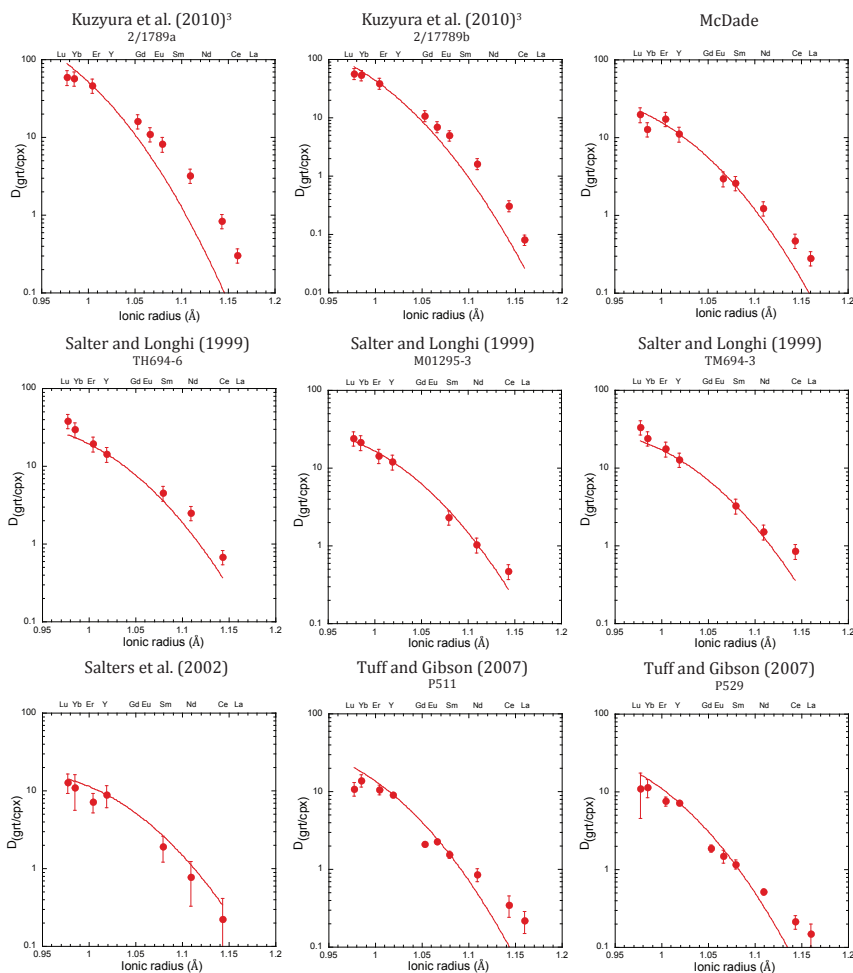 Kuzyura et al. (2010)³
2/1789a
Lu Yb Er Y Gd Eu Sm Nd Ce La
100
10
1
0.1
D(grt/cpx)
0.95 1 1.05 1.1 1.15 1.2
Ionic radius (Å)
Kuzyura et al. (2010)³
2/17789b
Lu Yb Er Y Gd Eu Sm Nd Ce La
100
10
1
0.1
0.01
D(grt/cpx)
0.95 1 1.05 1.1 1.15 1.2
Ionic radius (Å)
McDade
Lu Yb Er Y Gd Eu Sm Nd Ce La
100
10
1
0.1
D(grt/cpx)
0.95 1 1.05 1.1 1.15 1.2
Ionic radius (Å)
Salter and Longhi (1999)
TH694-6
Lu Yb Er Y Gd Eu Sm Nd Ce La
100
10
1
0.1
D(grt/cpx)
0.95 1 1.05 1.1 1.15 1.2
Ionic radius (Å)
Salter and Longhi (1999)
M01295-3
Lu Yb Er Y Gd Eu Sm Nd Ce La
100
10
1
0.1
D(grt/cpx)
0.95 1 1.05 1.1 1.15 1.2
Ionic radius (Å)
Salter and Longhi (1999)
TM694-3
Lu Yb Er Y Gd Eu Sm Nd Ce La
100
10
1
0.1
D(grt/cpx)
0.95 1 1.05 1.1 1.15 1.2
Ionic radius (Å)
Salters et al. (2002)
Lu Yb Er Y Gd Eu Sm Nd Ce La
100
10
1
0.1
D(grt/cpx)
0.95 1 1.05 1.1 1.15 1.2
Ionic radius (Å)
Tuff and Gibson (2007)
P511
Lu Yb Er Y Gd Eu Sm Nd Ce La
100
10
1
0.1
D(grt/cpx)
0.95 1 1.05 1.1 1.15 1.2
Ionic radius (Å)
Tuff and Gibson (2007)
P529
Lu Yb Er Y Gd Eu Sm Nd Ce La
100
10
1
0.1
D(grt/cpx)
0.95 1 1.05 1.1 1.15 1.2
Ionic radius (Å)